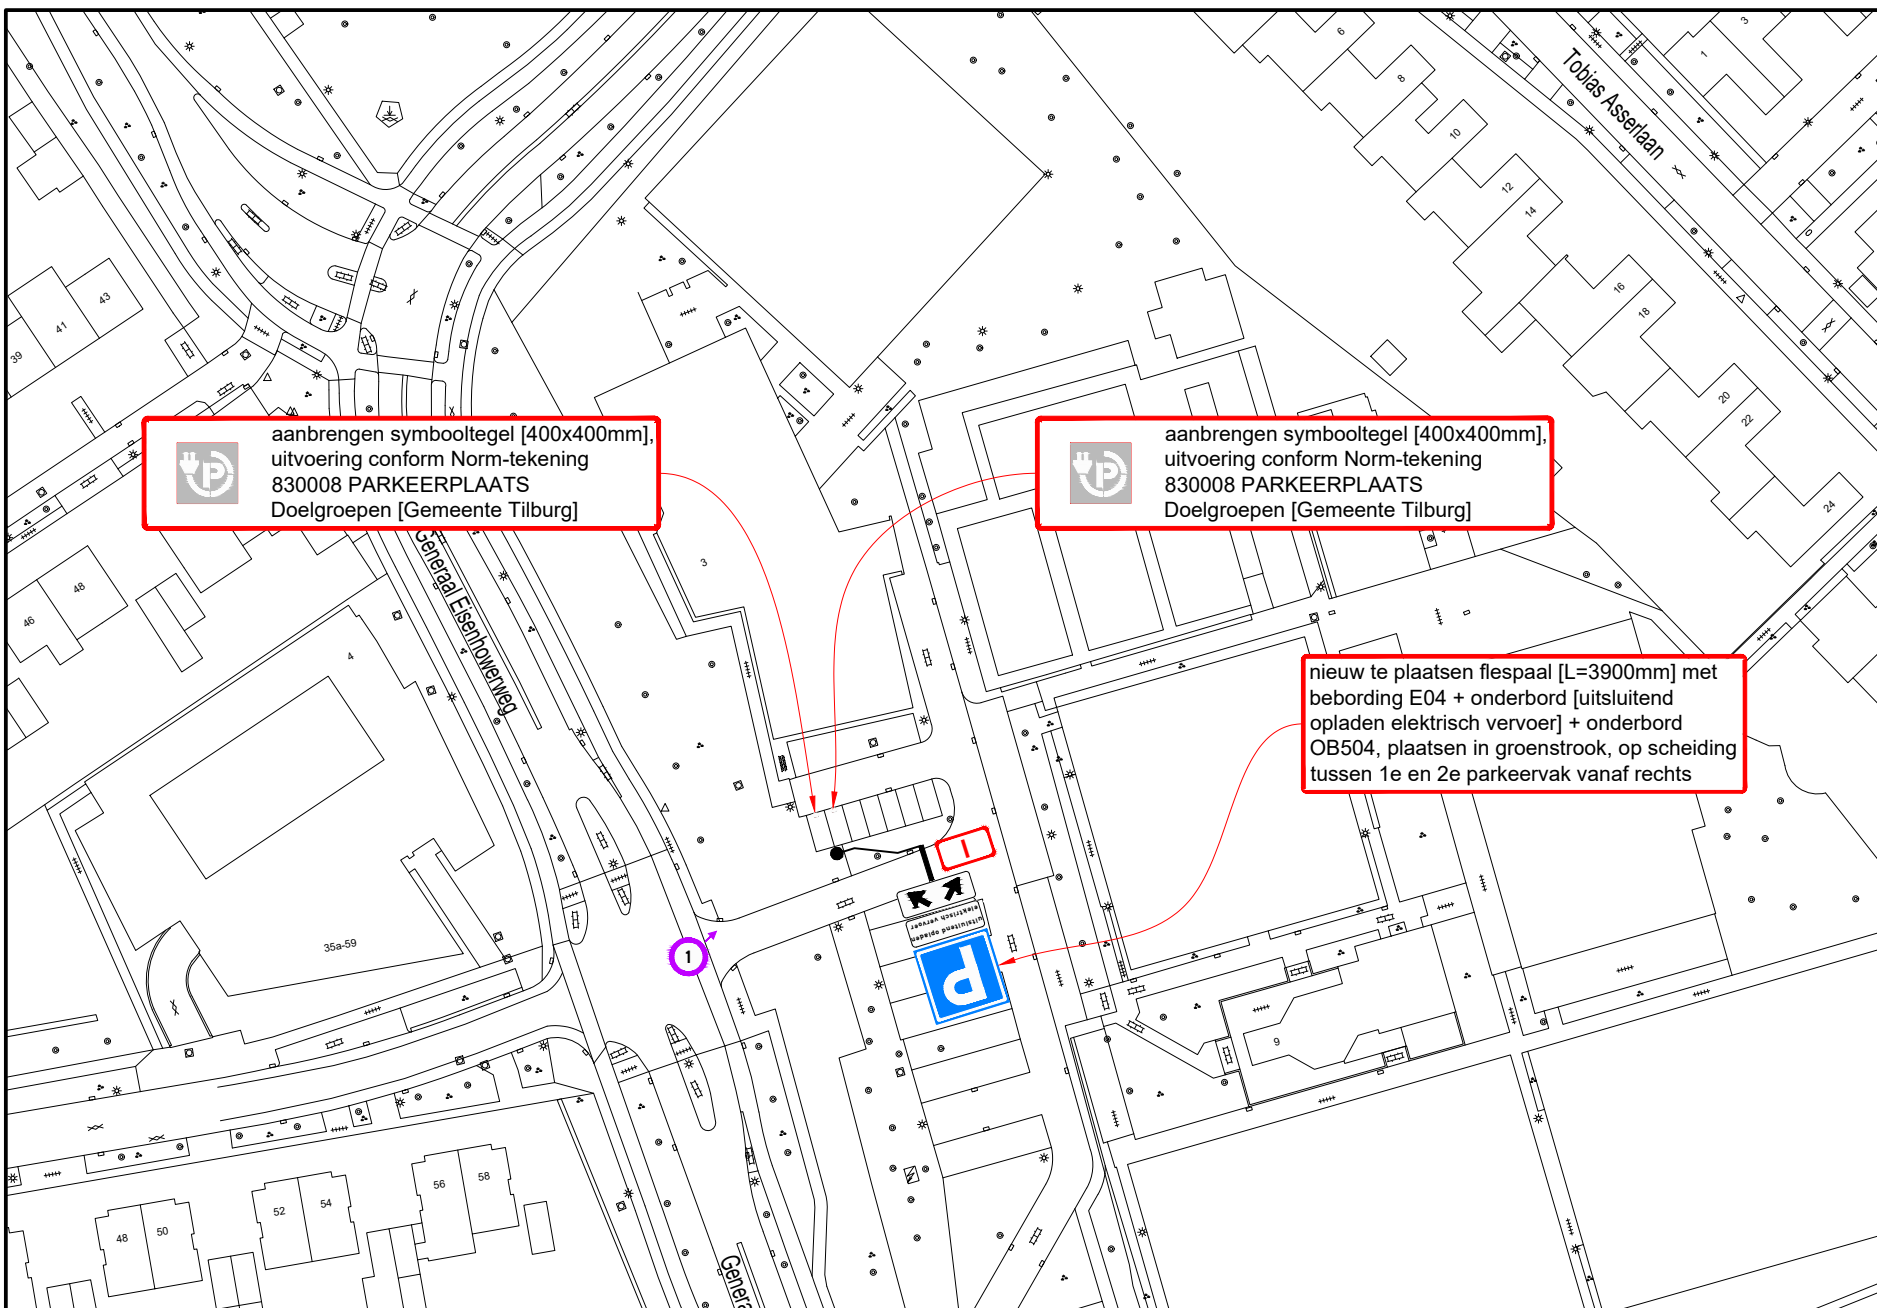 Tobias Asserlaan
1
3
6
8
10
12
14
16
18
20
22
24
39
41
43
aanbrengen symbooltegel [400x400mm],
uitvoering conform Norm-tekening
830008 PARKEERPLAATS
Doelgroepen [Gemeente Tilburg]
P
aanbrengen symbooltegel [400x400mm],
uitvoering conform Norm-tekening
830008 PARKEERPLAATS
Doelgroepen [Gemeente Tilburg]
P
Generaal Eisenhowerweg
3
46
48
4
nieuw te plaatsen flespaal [L=3900mm] met
bebording E04 + onderbord [uitsluitend
opladen elektrisch vervoer] + onderbord
OB504, plaatsen in groenstrook, op scheiding
tussen 1e en 2e parkeervak vanaf rechts
uitsluitend opladen
elektrisch vervoer
P
1
35a-59
9
48
50
52
54
56
58
Genera